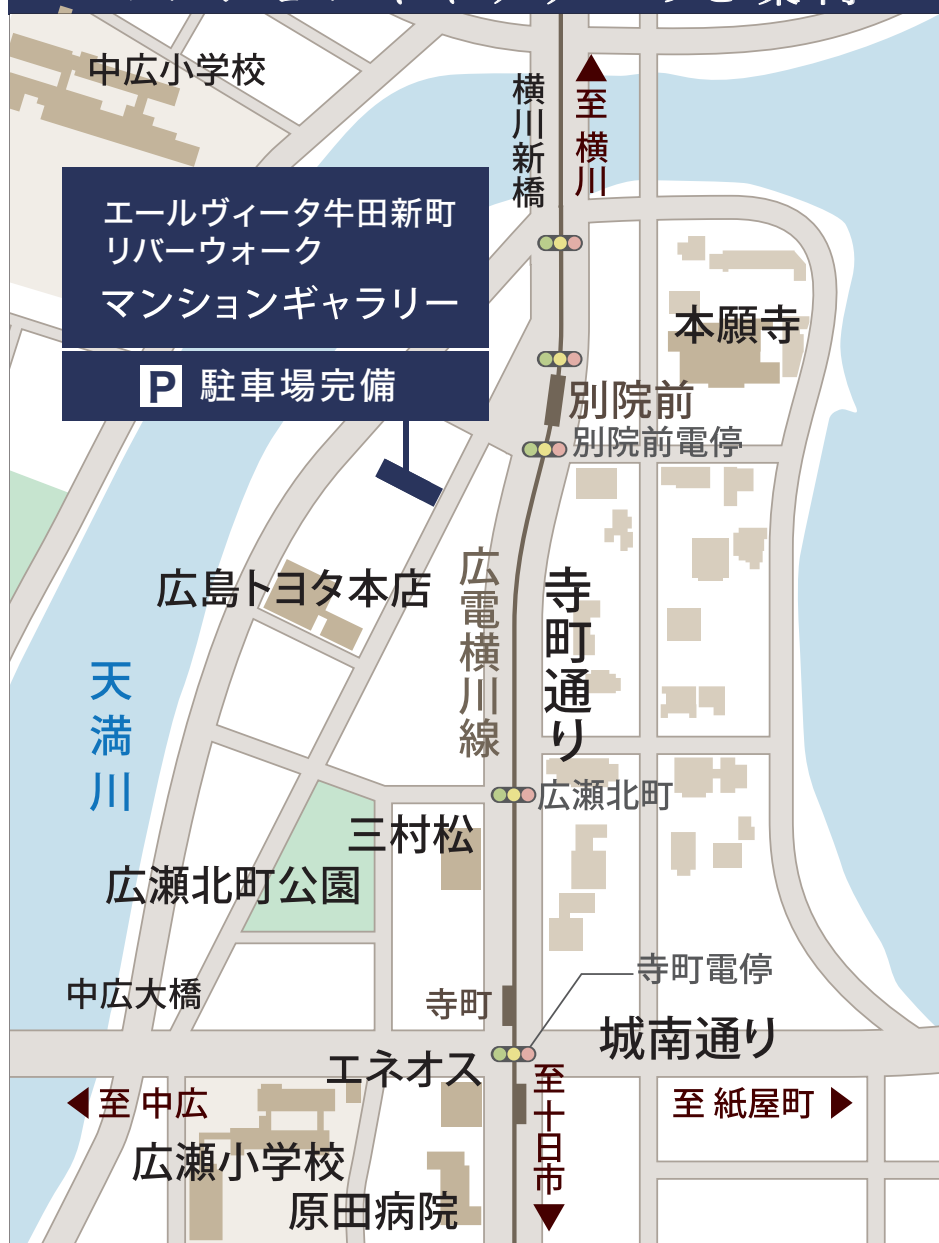 中広小学校
横川新橋
至 横川
エールヴィータ牛田新町
リバーウォーク
マンションギャラリー
P 駐車場完備
本願寺
別院前
別院前電停
広島トヨタ本店
広電横川線
寺町通り
天満川
広瀬北町
三村松
広瀬北町公園
寺町電停
中広大橋
寺町
城南通り
エネオス
至 中広
至十日市
至 紙屋町
広瀬小学校
原田病院